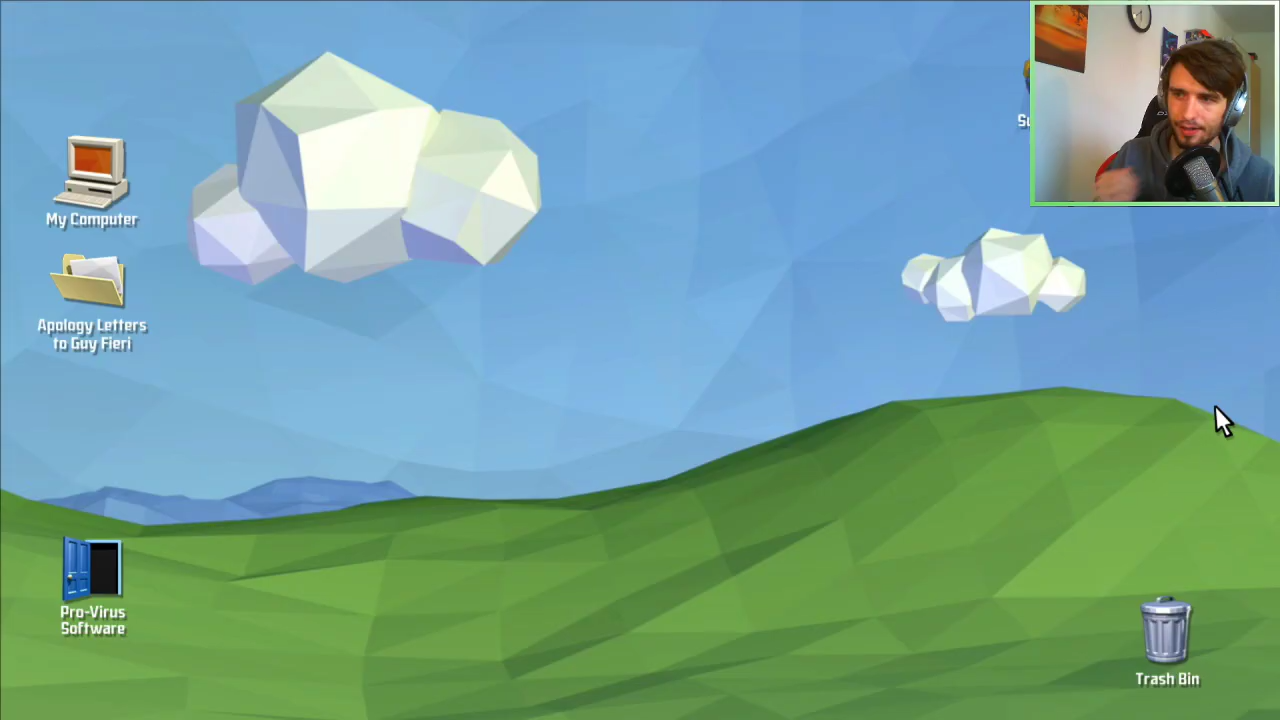 My Computer
Apology Letters
to Guy Fieri
Pro-Virus
Software
Trash Bin